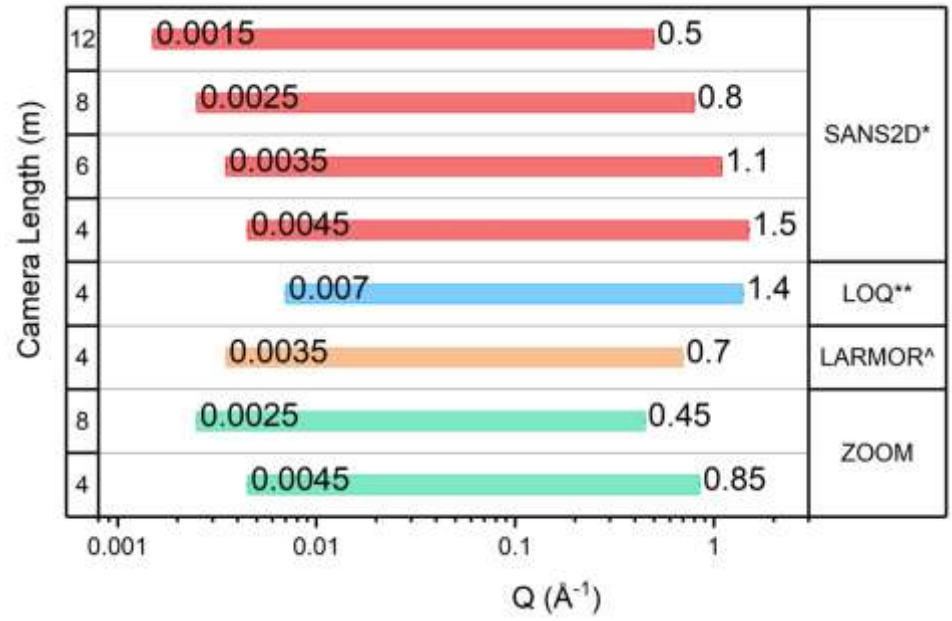 Camera Length (m)
12 0.0015 0.5
8 0.0025 0.8
6 0.0035 1.1
4 0.0045 1.5
SANS2D*
4 0.007 1.4 LOQ**
4 0.0035 0.7 LARMOR^
8 0.0025 0.45
4 0.0045 0.85
ZOOM
0.001 0.01 0.1 1
Q (Å⁻¹)